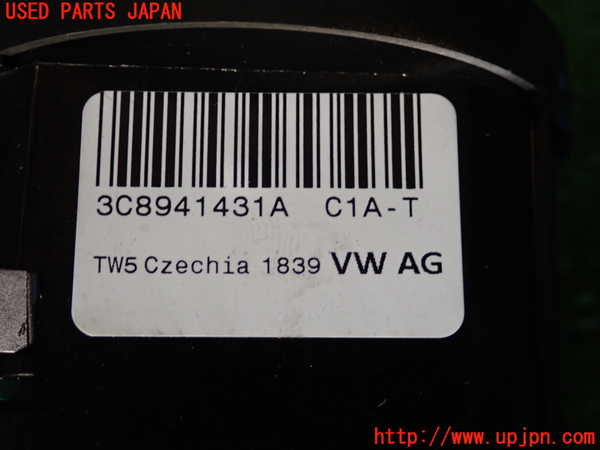 USED PARTS JAPAN
3C8941431A C1A-T
TW5 Czechia 1839 VW AG
http://www.upjpn.com/